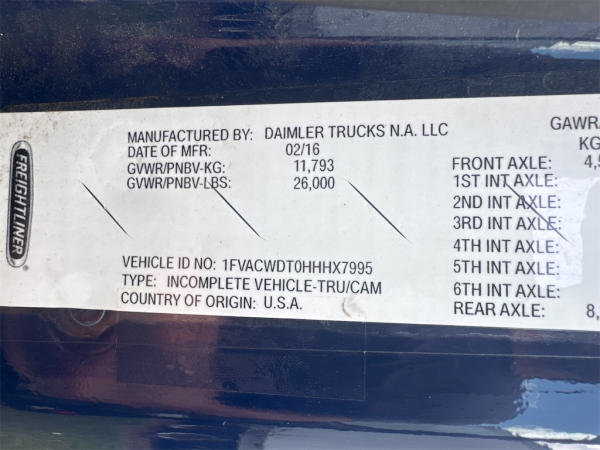 FREIGHTLINER
MANUFACTURED BY: DAIMLER TRUCKS N.A. LLC
DATE OF MFR: 02/16
GVWR/PNBV-KG: 11,793
GVWR/PNBV-LBS: 26,000
VEHICLE ID NO: 1FVACWDT0HHHX7995
TYPE: INCOMPLETE VEHICLE-TRU/CAM
COUNTRY OF ORIGIN: U.S.A.
GAWR/
KG
FRONT AXLE: 4,5
1ST INT AXLE:
2ND INT AXLE:
3RD INT AXLE:
4TH INT AXLE:
5TH INT AXLE:
6TH INT AXLE:
REAR AXLE: 8,